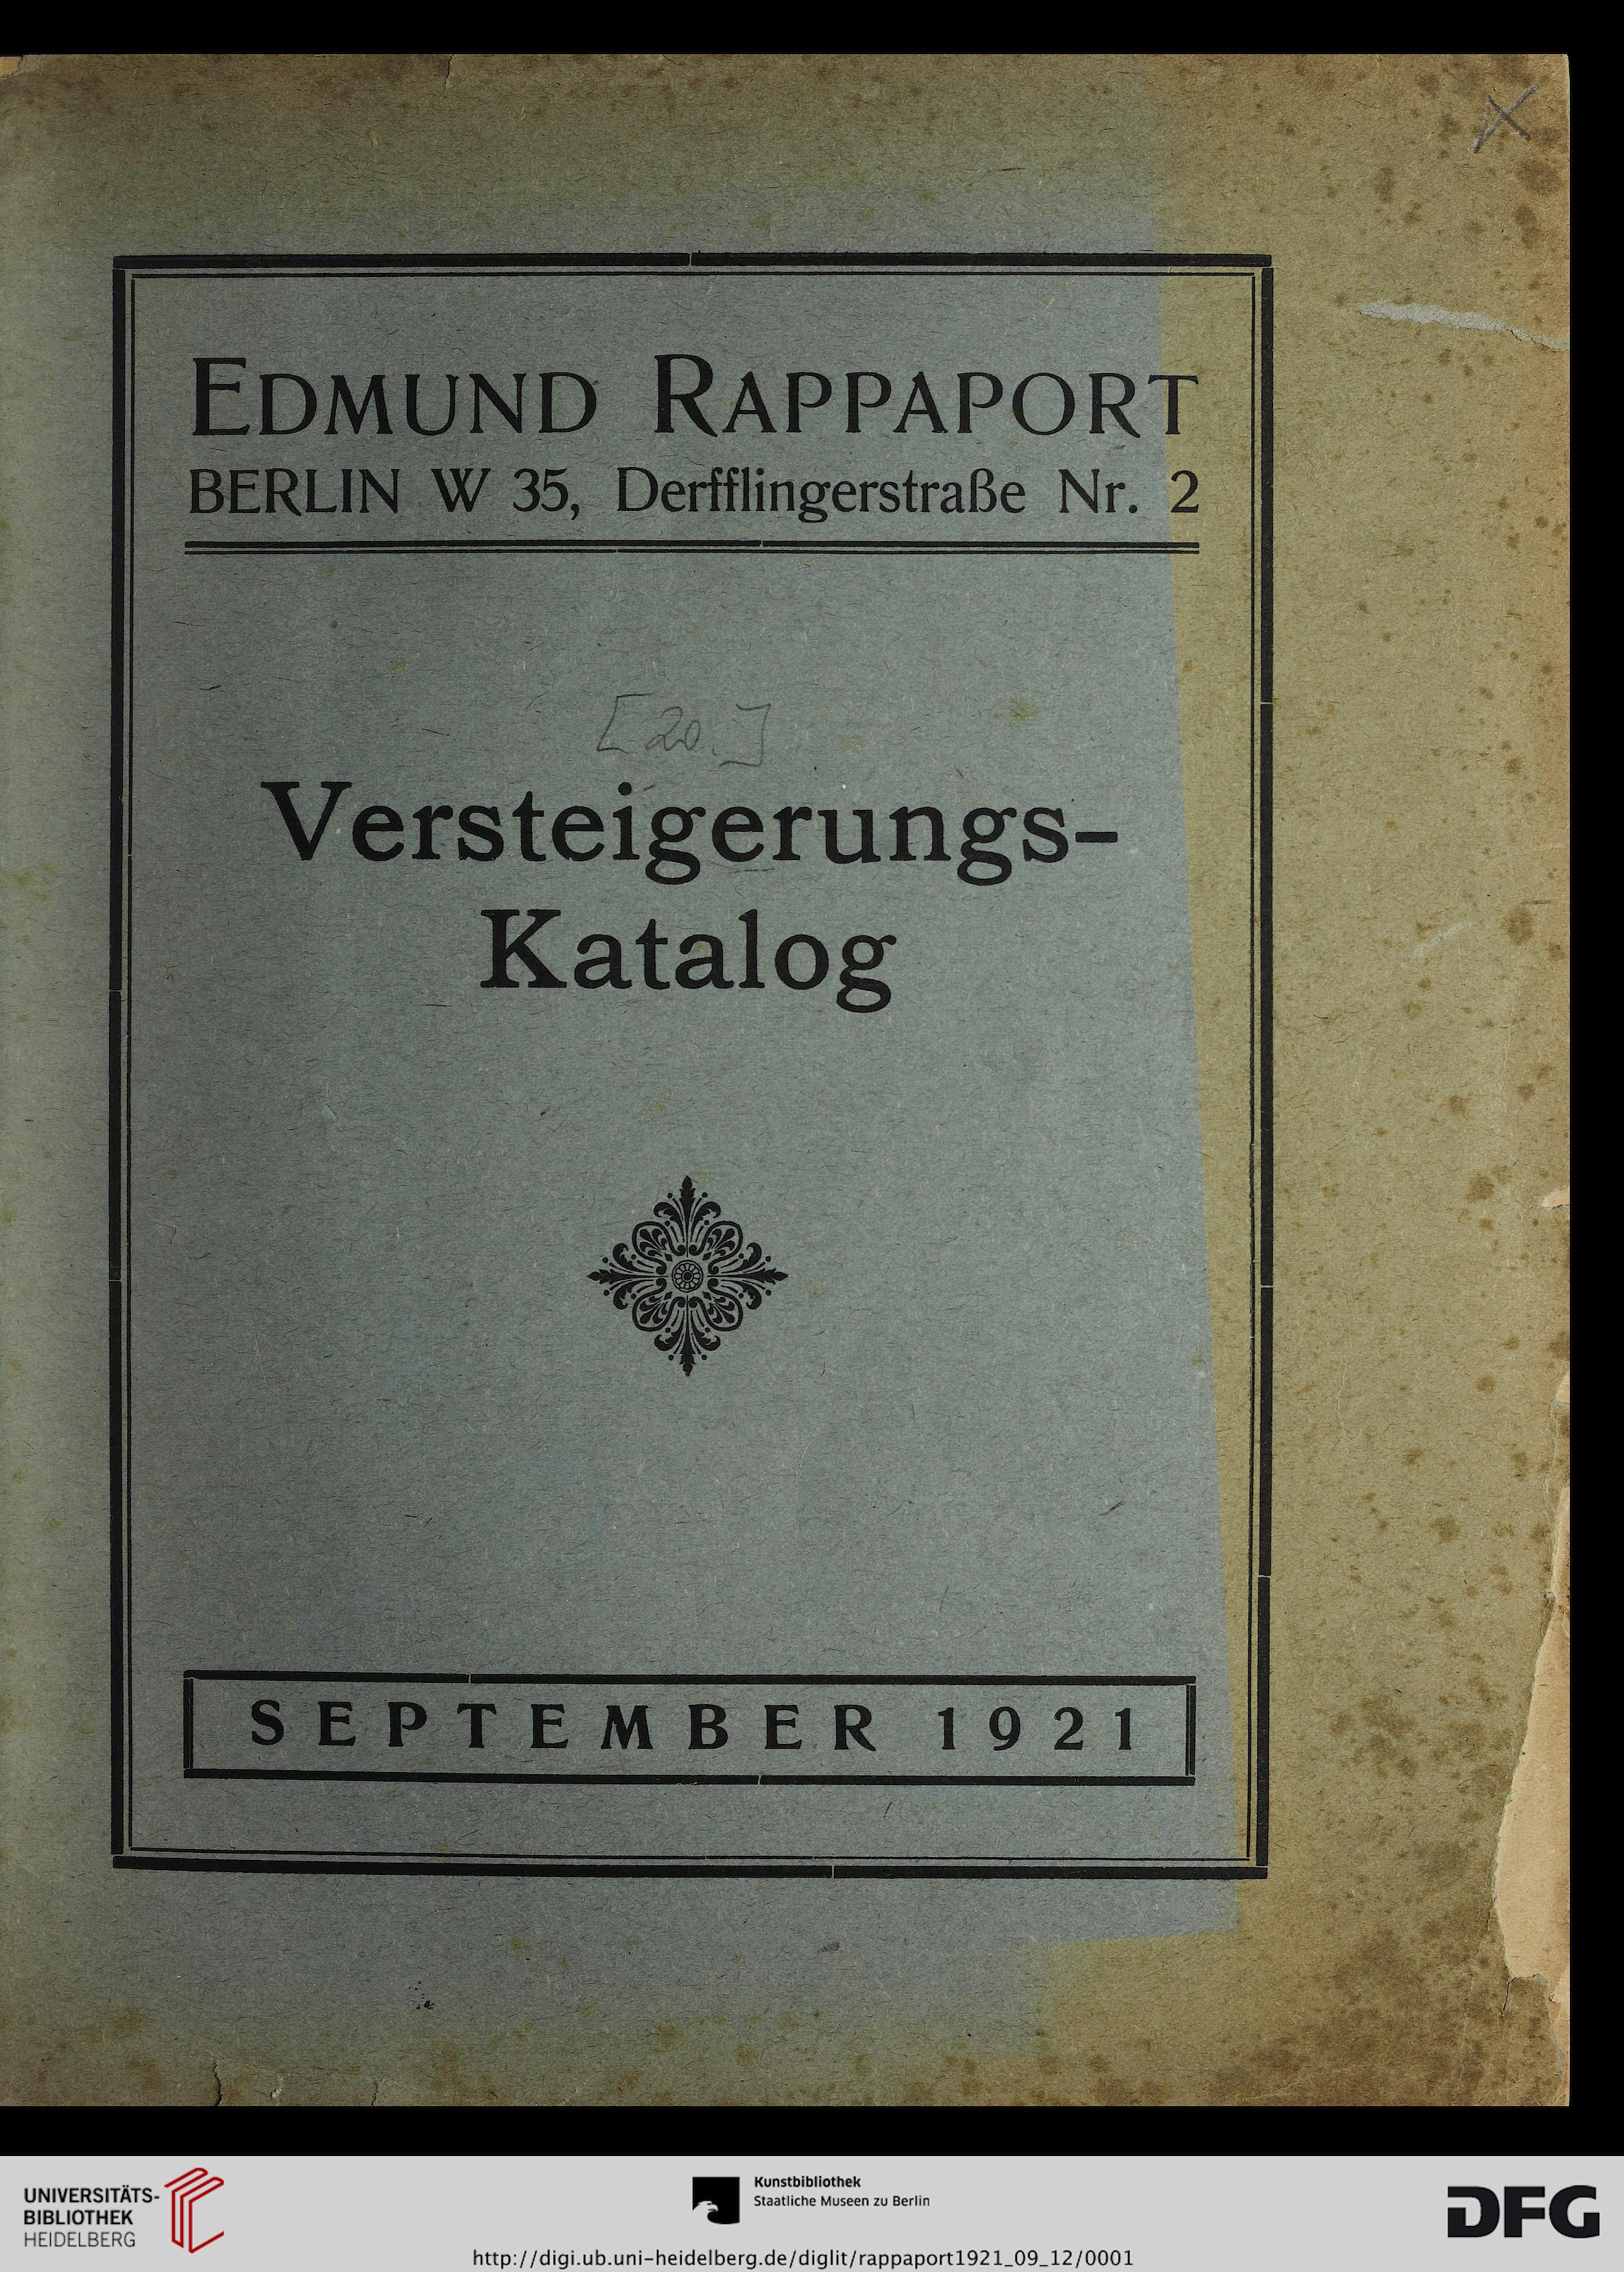 EDMUND RAPPAPORT
BERLIN W 35, Derfflingerstraße Nr. 2
[20.]
Versteigerungs-
Katalog
SEPTEMBER 1921
UNIVERSITÄTS-
BIBLIOTHEK
HEIDELBERG
Kunstbibliothek
Staatliche Museen zu Berlin
DFG
http://digi.ub.uni-heidelberg.de/diglit/rappaport1921_09_12/0001